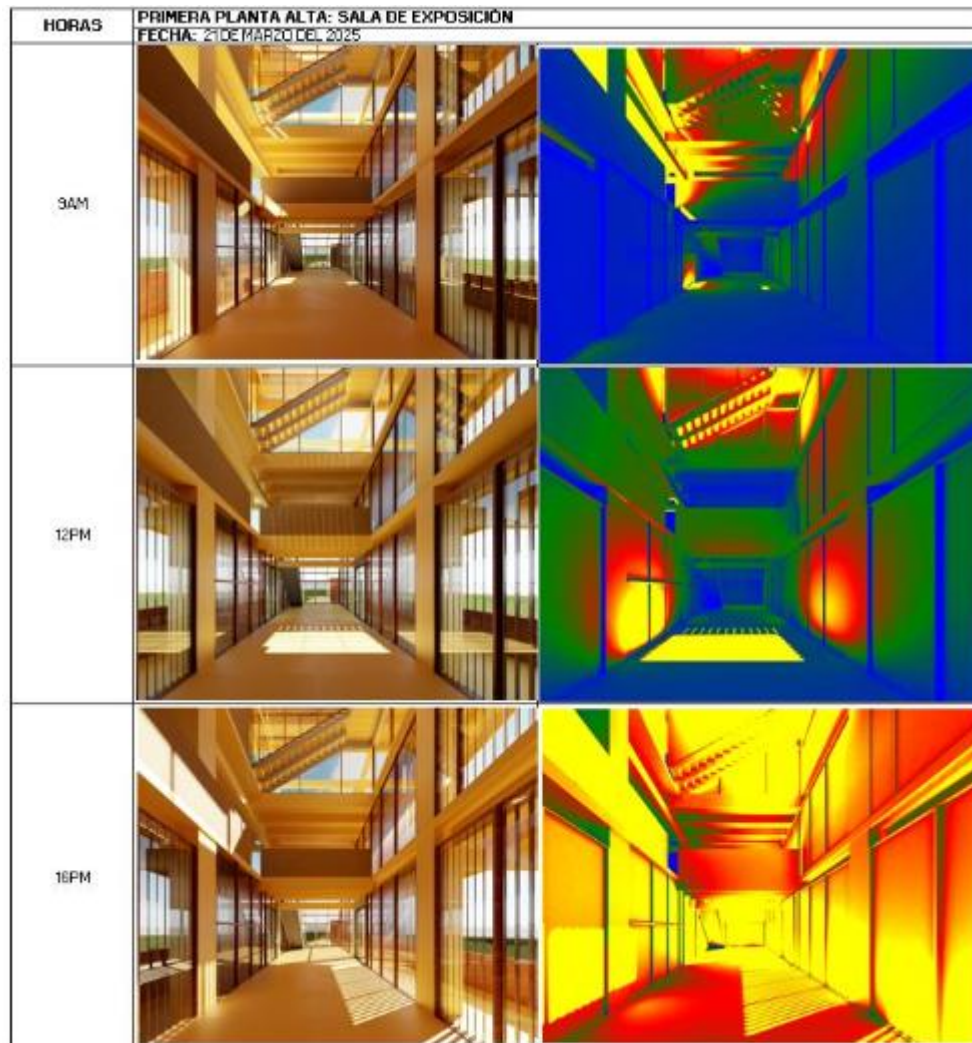 HORAS
PRIMERA PLANTA ALTA: SALA DE EXPOSICIÓN
FECHA: 21 DE MARZO DEL 2025
9AM
12PM
16PM